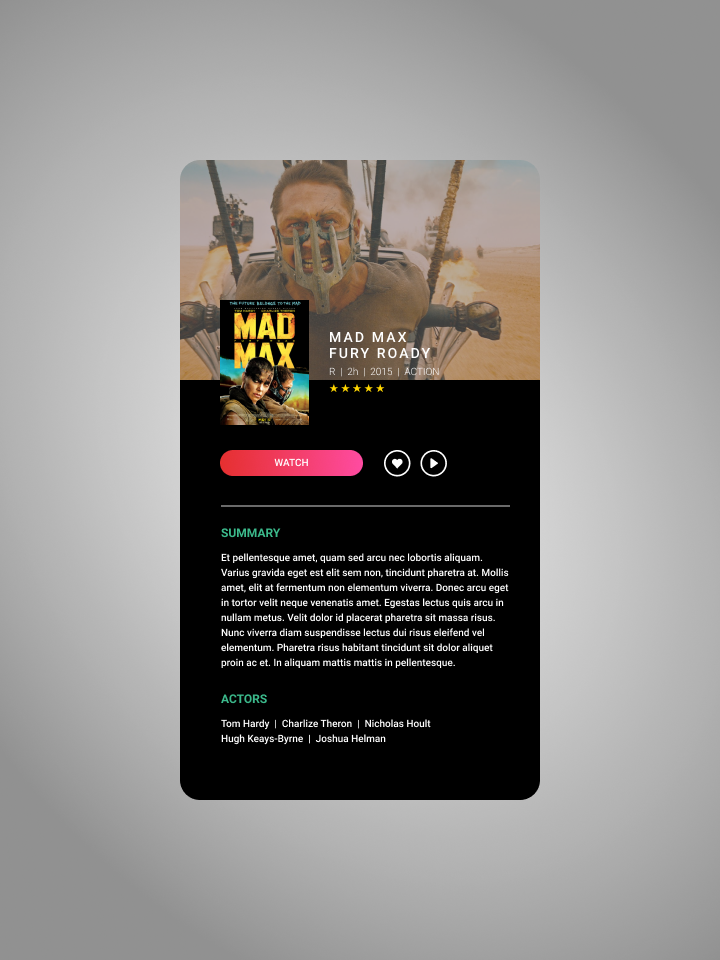 THE FUTURE BELONGS TO THE MAD
TOM HARDY CHARLIZE THERON
MAD
MAX
MAD MAX
FURY ROADY
R | 2h | 2015 | ACTION
★★★★★
WATCH
SUMMARY
Et pellentesque amet, quam sed arcu nec lobortis aliquam.
Varius gravida eget est elit sem non, tincidunt pharetra at. Mollis
amet, elit at fermentum non elementum viverra. Donec arcu eget
in tortor velit neque venenatis amet. Egestas lectus quis arcu in
nullam metus. Velit dolor id placerat pharetra sit massa risus.
Nunc viverra diam suspendisse lectus dui risus eleifend vel
elementum. Pharetra risus habitant tincidunt sit dolor aliquet
proin ac et. In aliquam mattis mattis in pellentesque.
ACTORS
Tom Hardy | Charlize Theron | Nicholas Hoult
Hugh Keays-Byrne | Joshua Helman